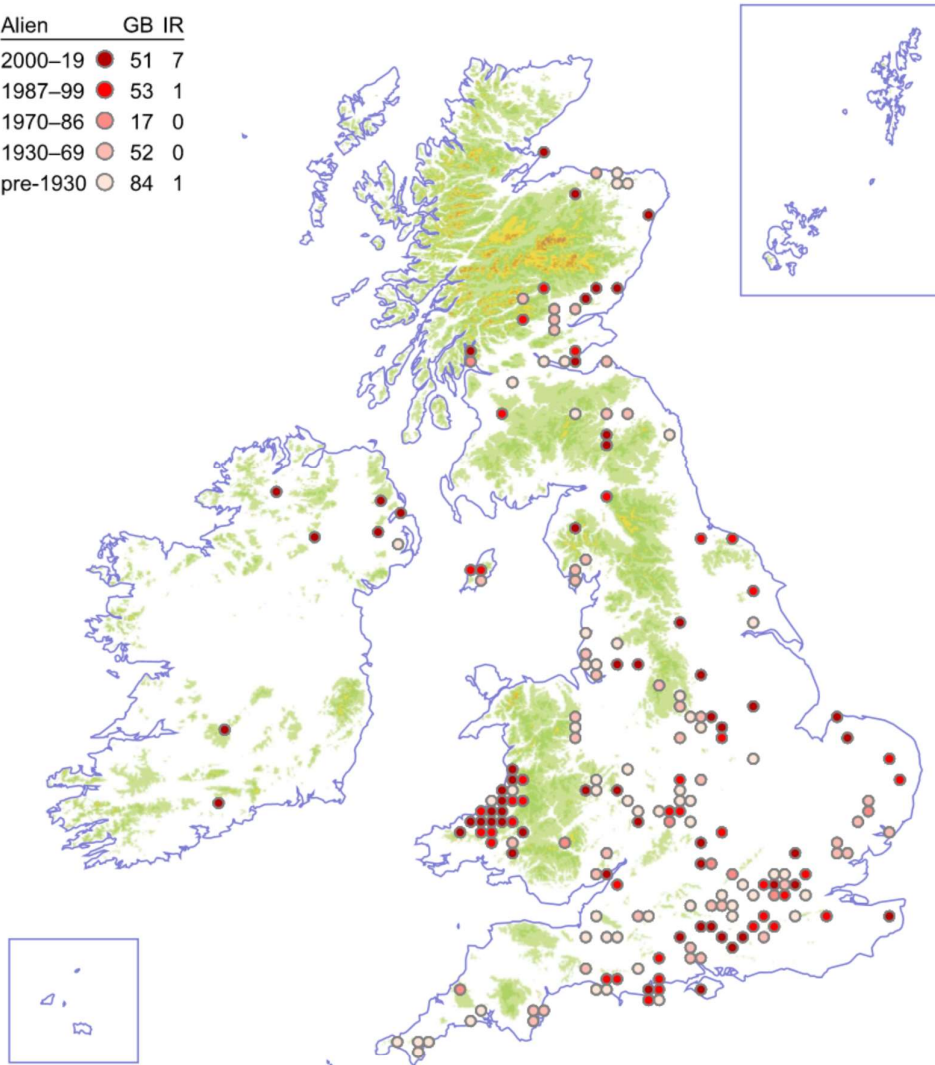 Alien GB IR
2000–19 51 7
1987–99 53 1
1970–86 17 0
1930–69 52 0
pre-1930 84 1